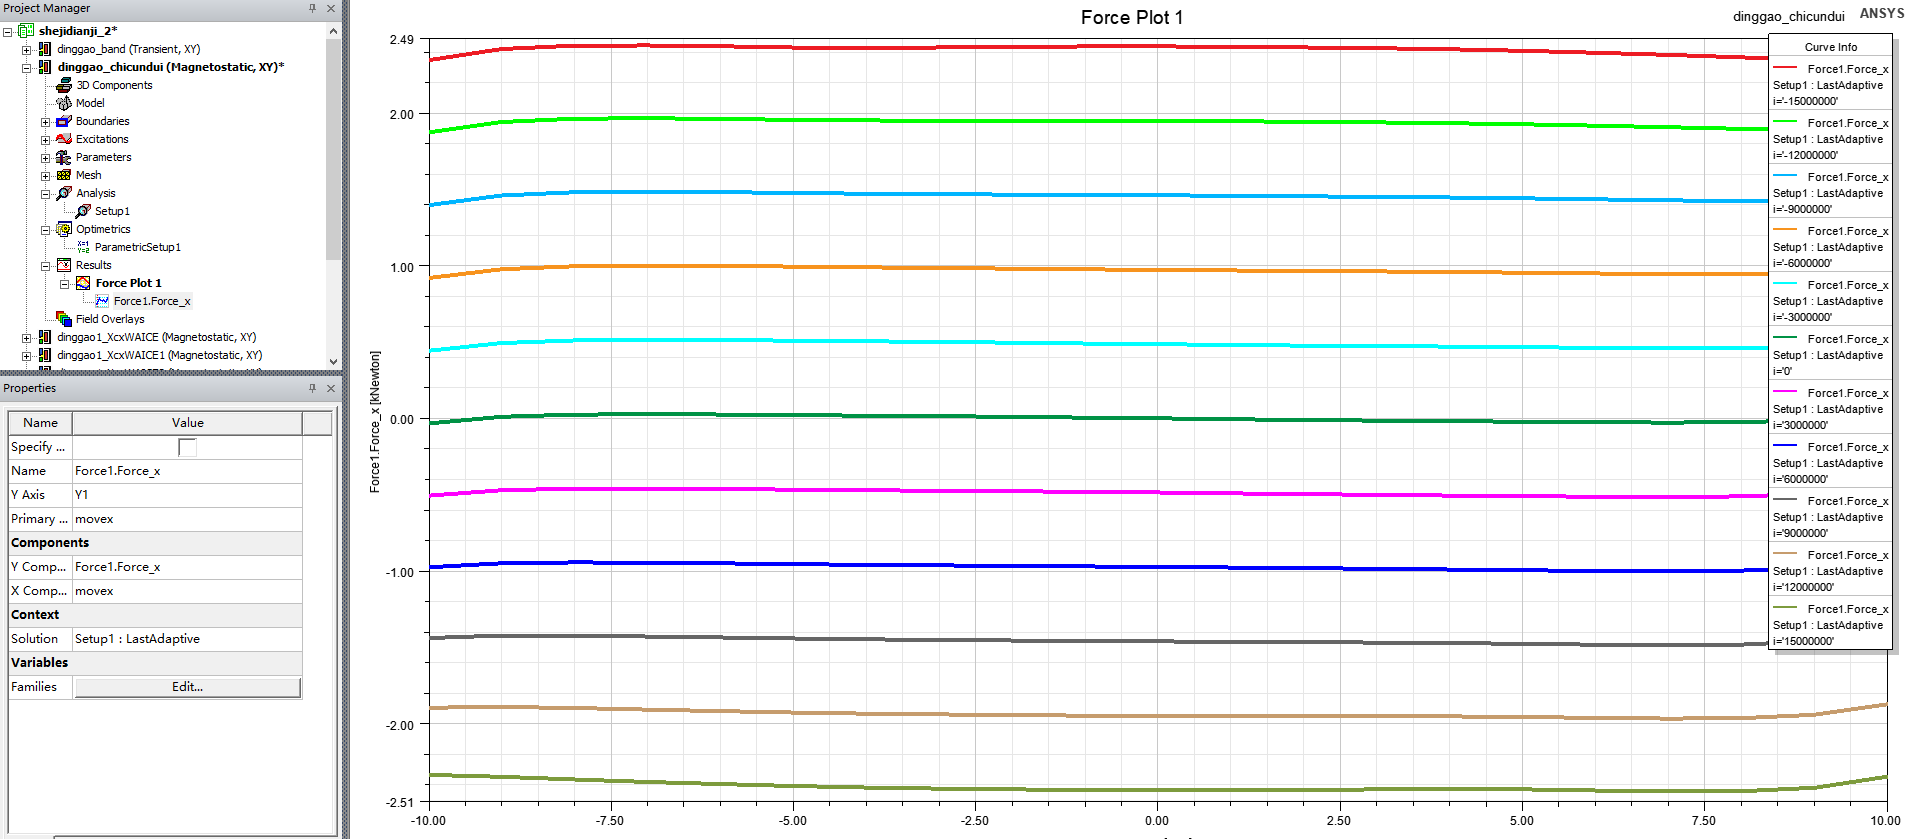 Project Manager
shejidianji_2*
dinggao_band (Transient, XY)
dinggao_chicundui (Magnetostatic, XY)*
3D Components
Model
Boundaries
Excitations
Parameters
Mesh
Analysis
Setup1
Optimetrics
ParametricSetup1
Results
Force Plot 1
Force1.Force_x
Field Overlays
dinggao1_XcxWAICE (Magnetostatic, XY)
dinggao1_XcxWAICE1 (Magnetostatic, XY)
Properties
Name Value
Specify ...
Name Force1.Force_x
Y Axis Y1
Primary ... movex
Components
Y Comp... Force1.Force_x
X Comp... movex
Context
Solution Setup1 : LastAdaptive
Variables
Families Edit...
Force Plot 1
dinggao_chicundui ANSYS
Force1.Force_x [kNewton]
2.49
2.00
1.00
0.00
-1.00
-2.00
-2.51
-10.00 -7.50 -5.00 -2.50 0.00 2.50 5.00 7.50 10.00
Curve Info
Force1.Force_x
Setup1 : LastAdaptive
i='-15000000'
Force1.Force_x
Setup1 : LastAdaptive
i='-12000000'
Force1.Force_x
Setup1 : LastAdaptive
i='-9000000'
Force1.Force_x
Setup1 : LastAdaptive
i='-6000000'
Force1.Force_x
Setup1 : LastAdaptive
i='-3000000'
Force1.Force_x
Setup1 : LastAdaptive
i='0'
Force1.Force_x
Setup1 : LastAdaptive
i='3000000'
Force1.Force_x
Setup1 : LastAdaptive
i='6000000'
Force1.Force_x
Setup1 : LastAdaptive
i='9000000'
Force1.Force_x
Setup1 : LastAdaptive
i='12000000'
Force1.Force_x
Setup1 : LastAdaptive
i='15000000'